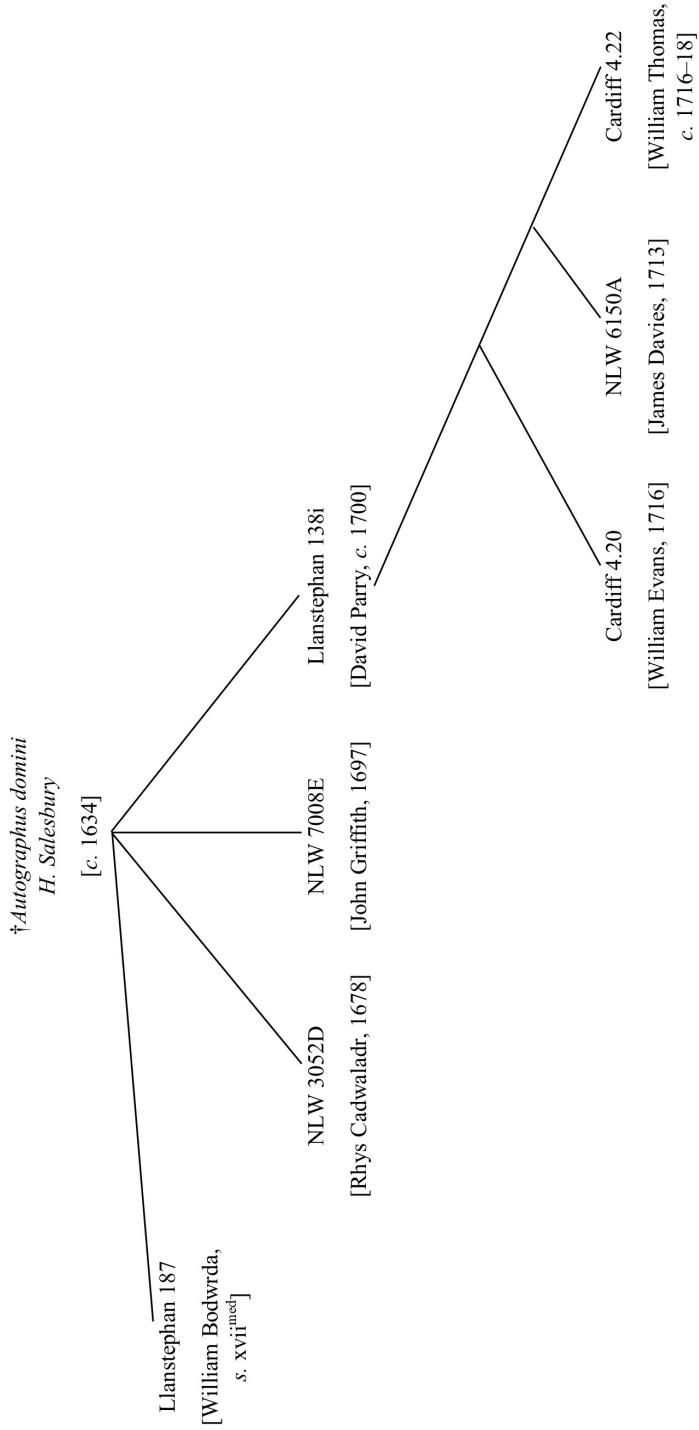 †Autographus domini
H. Salesbury
[c. 1634]
Llanstephan 187
[William Bodwrda,
s. xviimed]
NLW 3052D
[Rhys Cadwaladr, 1678]
NLW 7008E
[John Griffith, 1697]
Llanstephan 138i
[David Parry, c. 1700]
Cardiff 4.20
[William Evans, 1716]
NLW 6150A
[James Davies, 1713]
Cardiff 4.22
[William Thomas,
c. 1716–18]